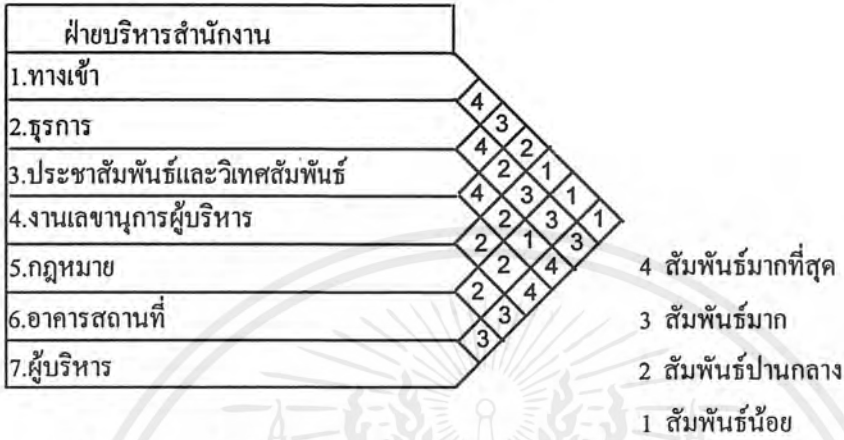 ฝ่ายบริหารสำนักงาน
1.ทางเข้า
2.ธุรการ
3.ประชาสัมพันธ์และวิเทศสัมพันธ์
4.งานเลขานุการผู้บริหาร
5.กฎหมาย
6.อาคารสถานที่
7.ผู้บริหาร
4
3
4 2
2 1
4 3 1
2 3 1
2 1 3
2 4
2 4
3
3
4 สัมพันธ์มากที่สุด
3 สัมพันธ์มาก
2 สัมพันธ์ปานกลาง
1 สัมพันธ์น้อย